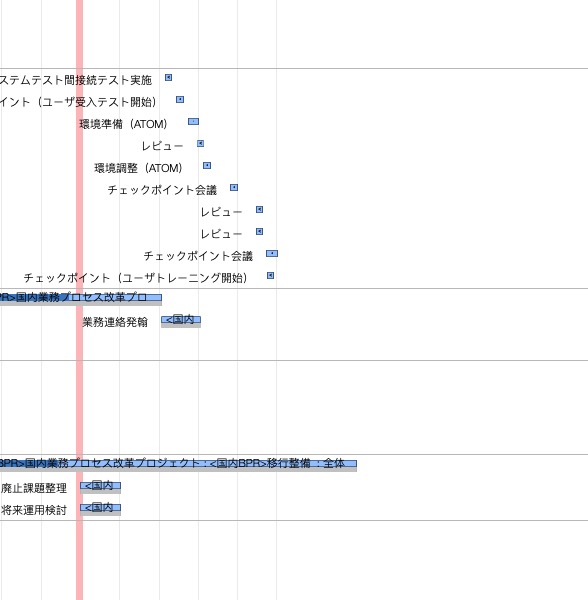 ステムテスト間接続テスト実施
イント（ユーザ受入テスト開始）
環境準備（ATOM）
レビュー
環境調整（ATOM）
チェックポイント会議
レビュー
レビュー
チェックポイント会議
チェックポイント（ユーザトレーニング開始）
PR>国内業務プロセス改革プロ
業務連絡発翰
<国内
BPR>国内業務プロセス改革プロジェクト：<国内BPR>移行整備 ：全体
廃止課題整理
<国内
将来運用検討
<国内